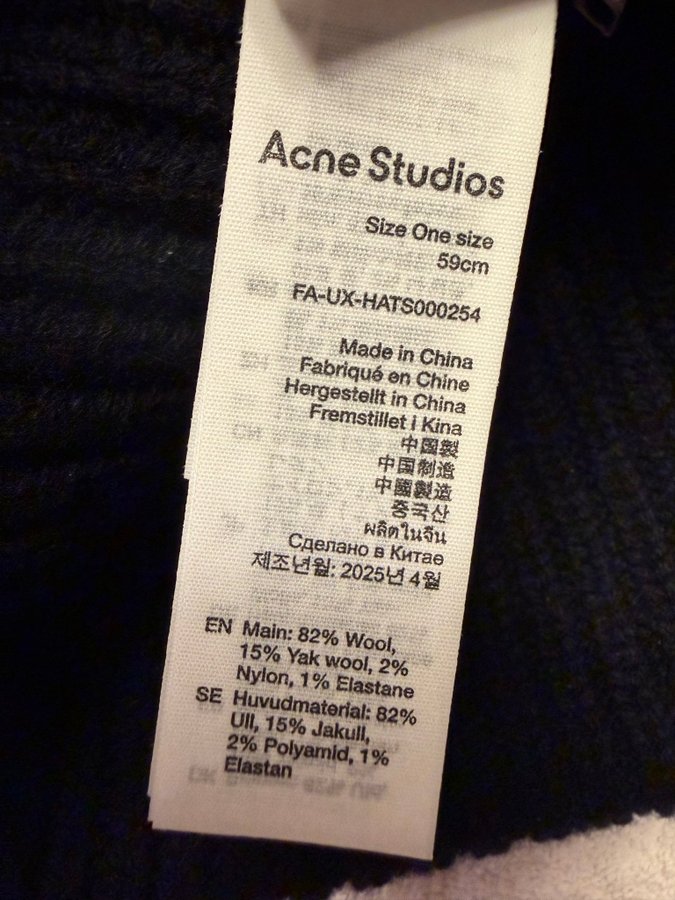 Acne Studios
Size One size
59cm
FA-UX-HATS000254
Made in China
Fabriqué en Chine
Hergestellt in China
Fremstillet i Kina
中国製
中国制造
中國製造
중국산
ผลิตในจีน
Сделано в Китае
제조년월: 2025년 4월
EN Main: 82% Wool,
15% Yak wool, 2%
Nylon, 1% Elastane
SE Huvudmaterial: 82%
Ull, 15% Jakull,
2% Polyamid, 1%
Elastan